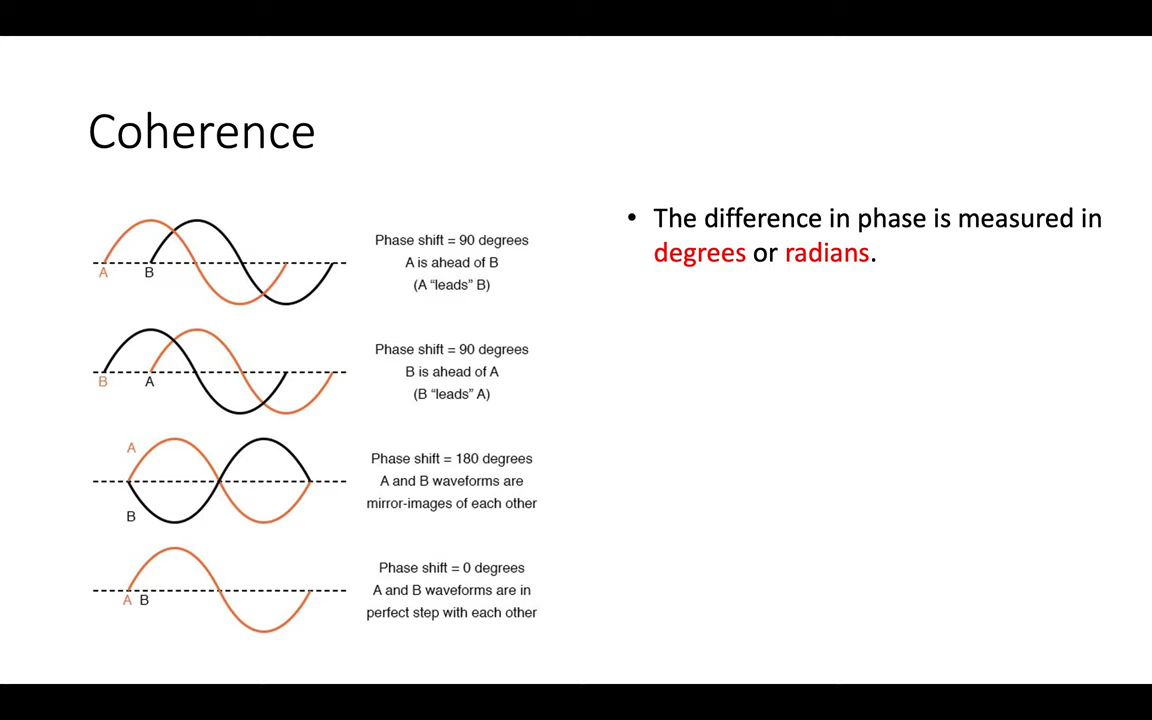 Coherence
A
B
Phase shift = 90 degrees
A is ahead of B
(A “leads” B)
B
A
Phase shift = 90 degrees
B is ahead of A
(B “leads” A)
A
B
Phase shift = 180 degrees
A and B waveforms are
mirror-images of each other
A B
Phase shift = 0 degrees
A and B waveforms are in
perfect step with each other
• The difference in phase is measured in
degrees or radians.